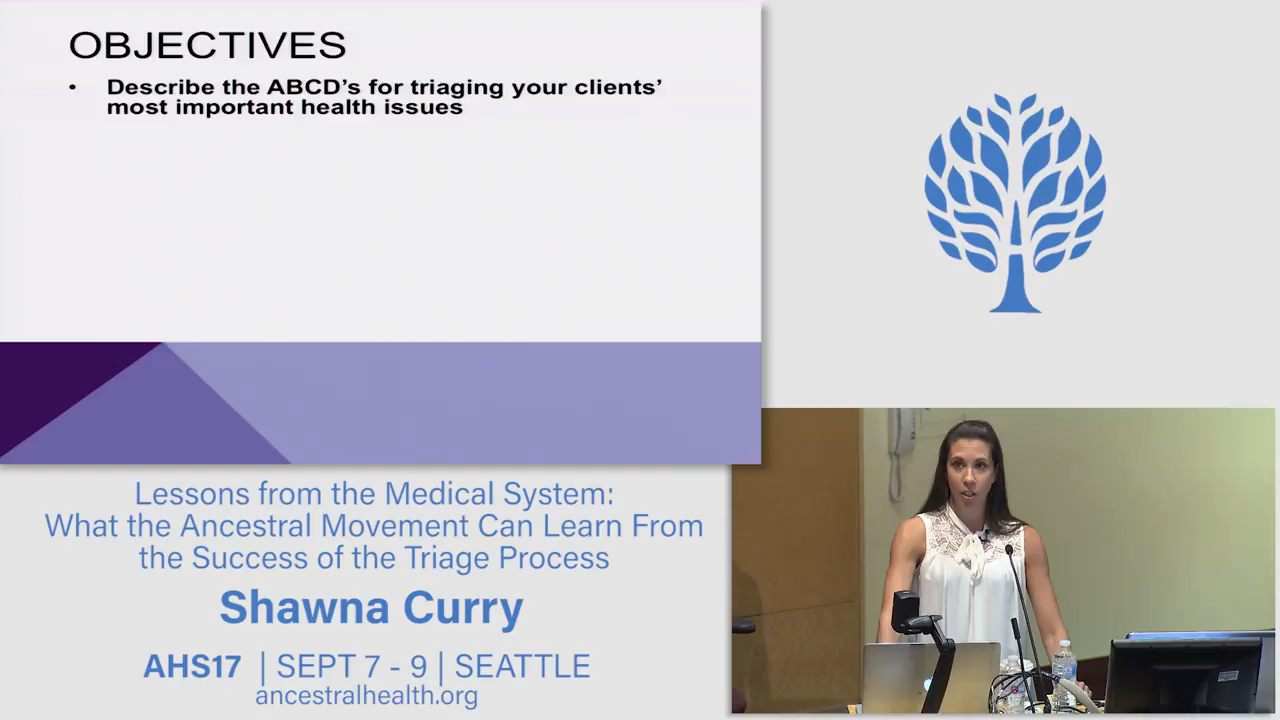 OBJECTIVES
• Describe the ABCD's for triaging your clients'
most important health issues
Lessons from the Medical System:
What the Ancestral Movement Can Learn From
the Success of the Triage Process
Shawna Curry
AHS17 | SEPT 7 - 9 | SEATTLE
ancestralhealth.org